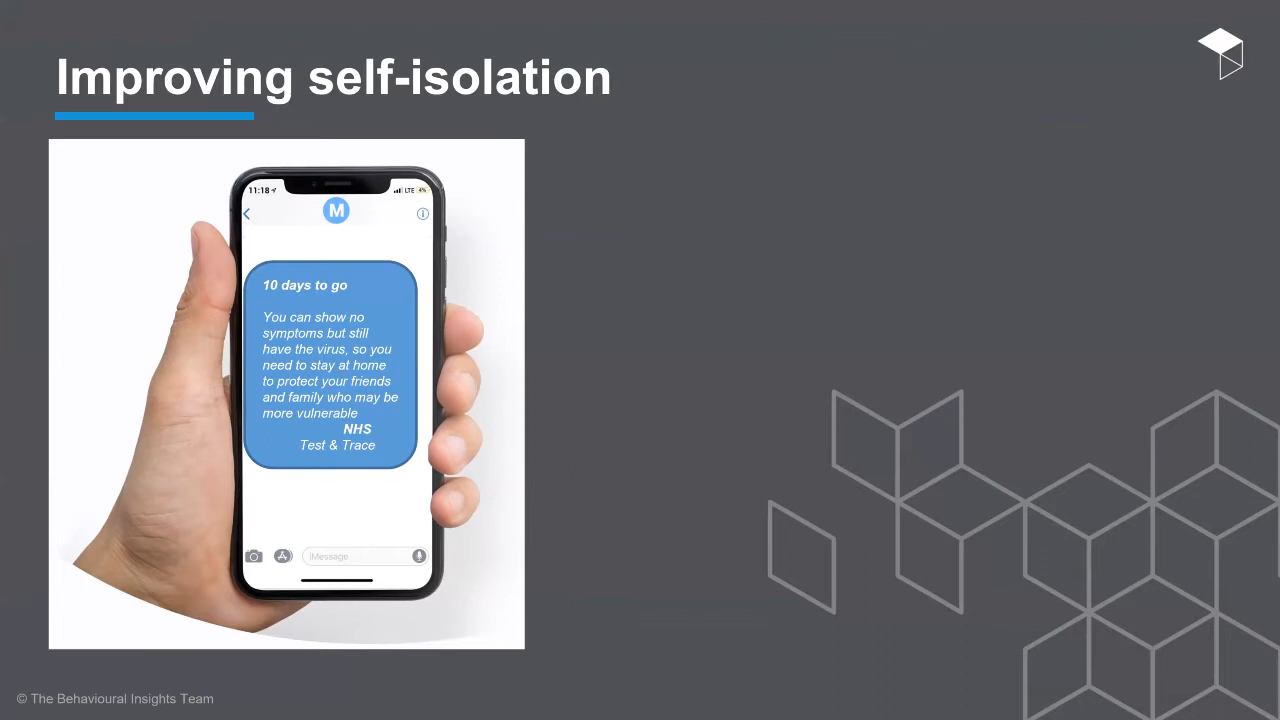 Improving self-isolation
11:18
LTE
4%
M
10 days to go
You can show no
symptoms but still
have the virus, so you
need to stay at home
to protect your friends
and family who may be
more vulnerable
NHS
Test & Trace
iMessage
© The Behavioural Insights Team